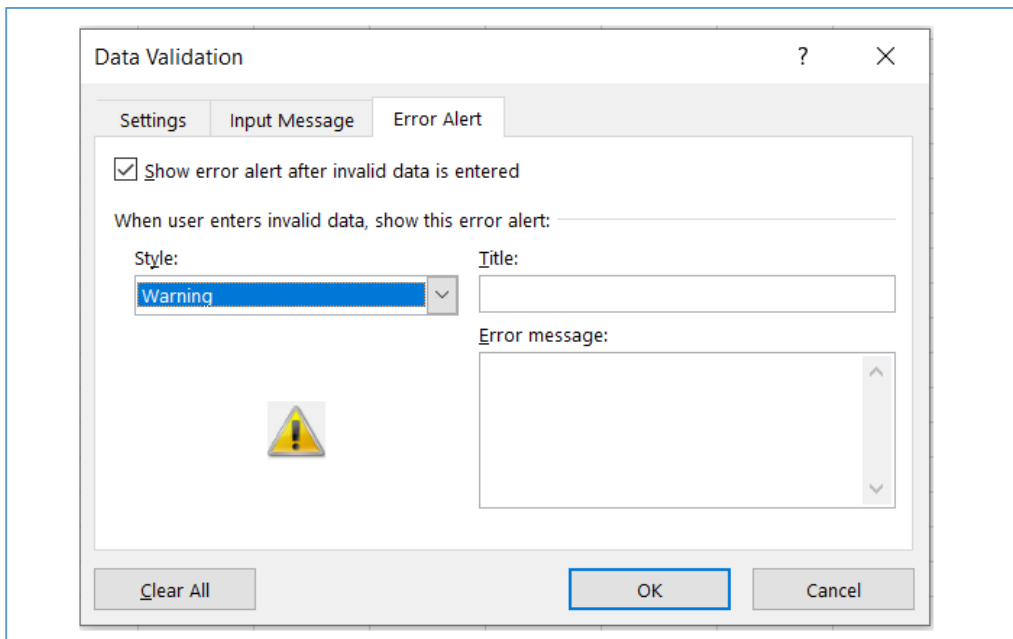 Data Validation ?
Settings Input Message Error Alert
Show error alert after invalid data is entered
When user enters invalid data, show this error alert:
Style: Title:
Warning
Error message:
Clear All OK Cancel